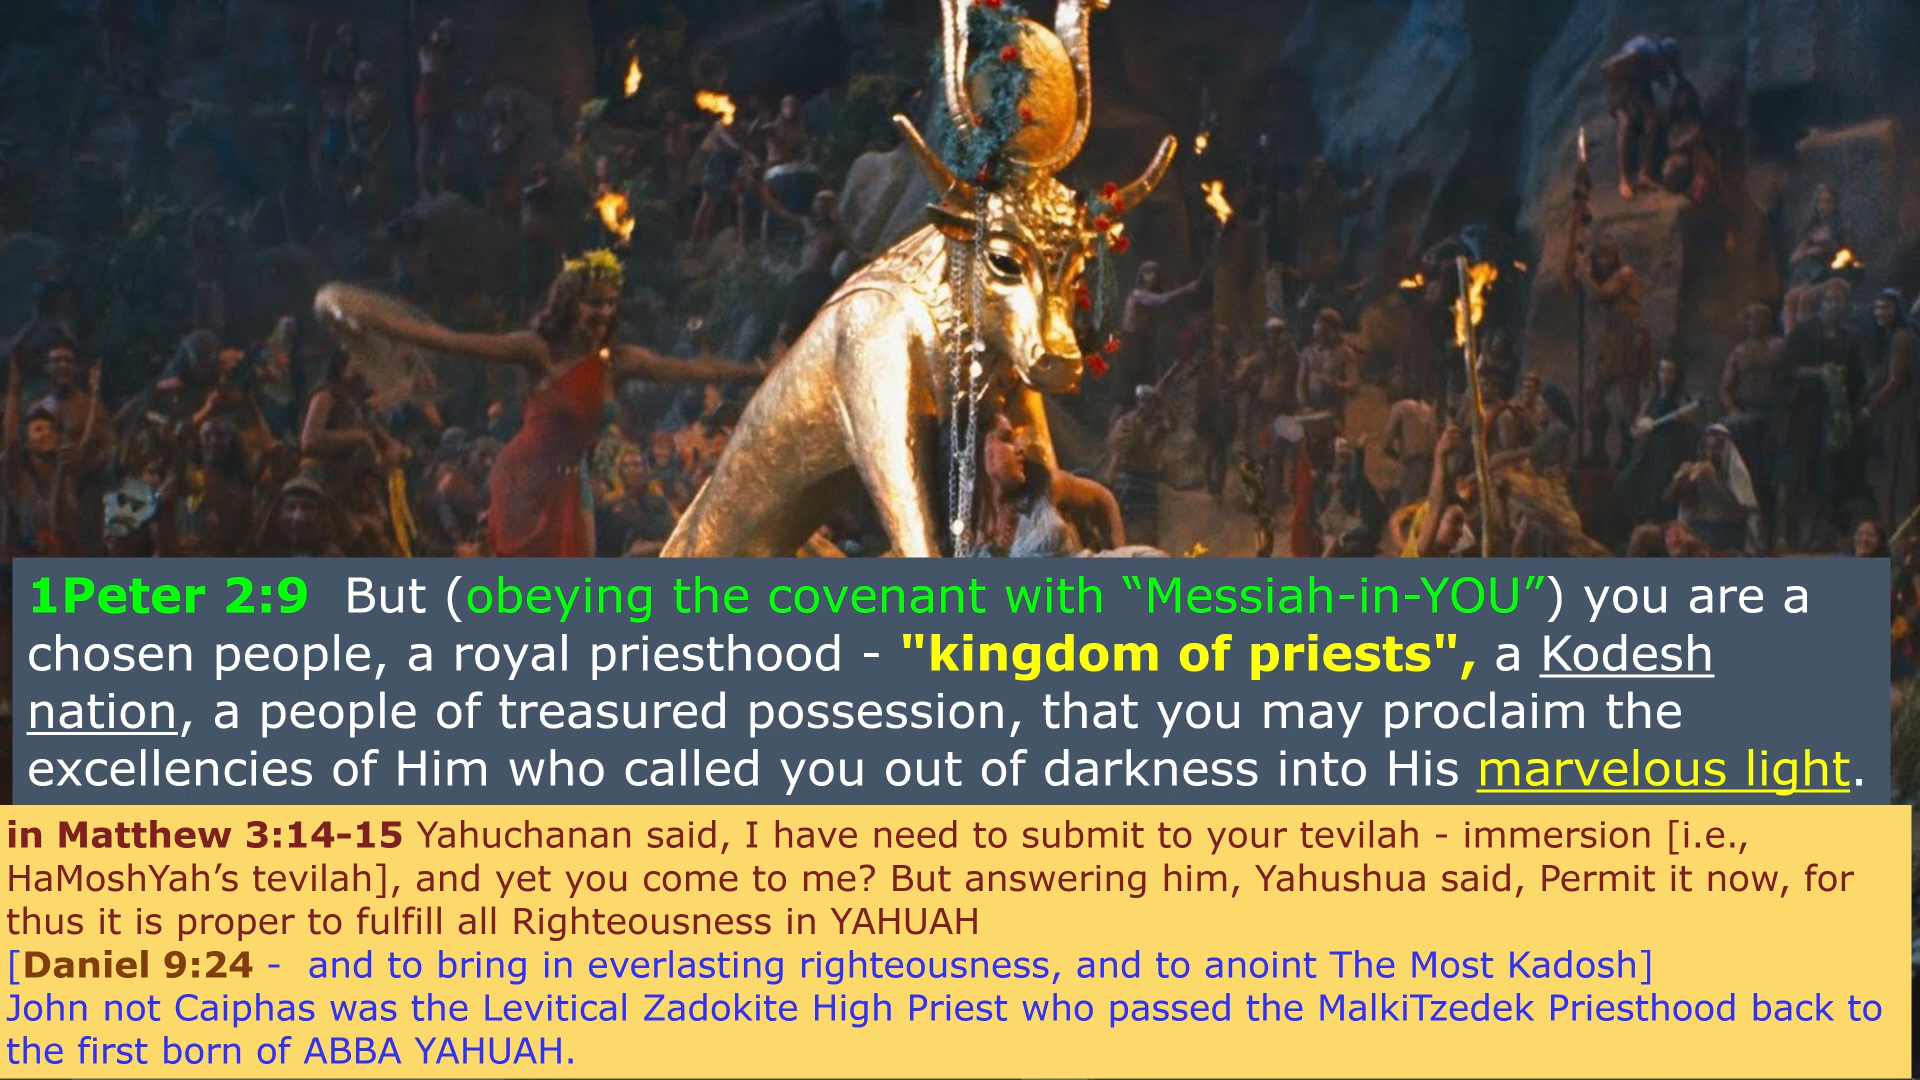 1Peter 2:9  But (obeying the covenant with “Messiah-in-YOU”) you are a
chosen people, a royal priesthood - "kingdom of priests", a Kodesh
nation, a people of treasured possession, that you may proclaim the
excellencies of Him who called you out of darkness into His marvelous light.
in Matthew 3:14-15 Yahuchanan said, I have need to submit to your tevilah - immersion [i.e.,
HaMoshYah’s tevilah], and yet you come to me? But answering him, Yahushua said, Permit it now, for
thus it is proper to fulfill all Righteousness in YAHUAH
[Daniel 9:24 -  and to bring in everlasting righteousness, and to anoint The Most Kadosh]
John not Caiphas was the Levitical Zadokite High Priest who passed the MalkiTzedek Priesthood back to
the first born of ABBA YAHUAH.